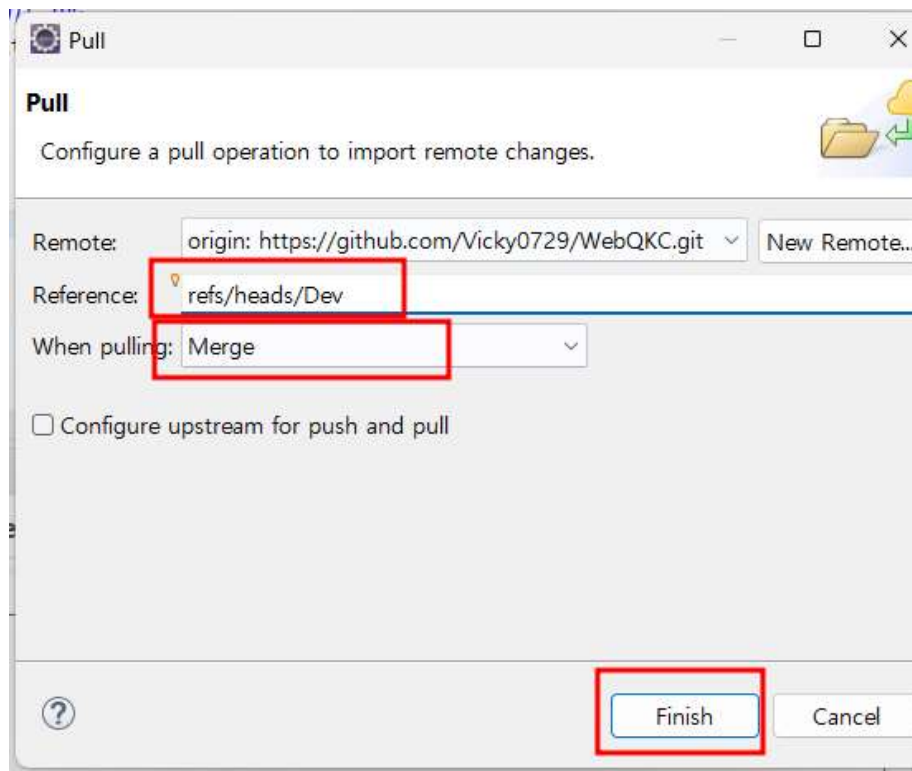 Pull
Pull
Configure a pull operation to import remote changes.
Remote: origin: https://github.com/Vicky0729/WebQKC.git New Remote...
Reference: refs/heads/Dev
When pulling: Merge
Configure upstream for push and pull
Finish Cancel